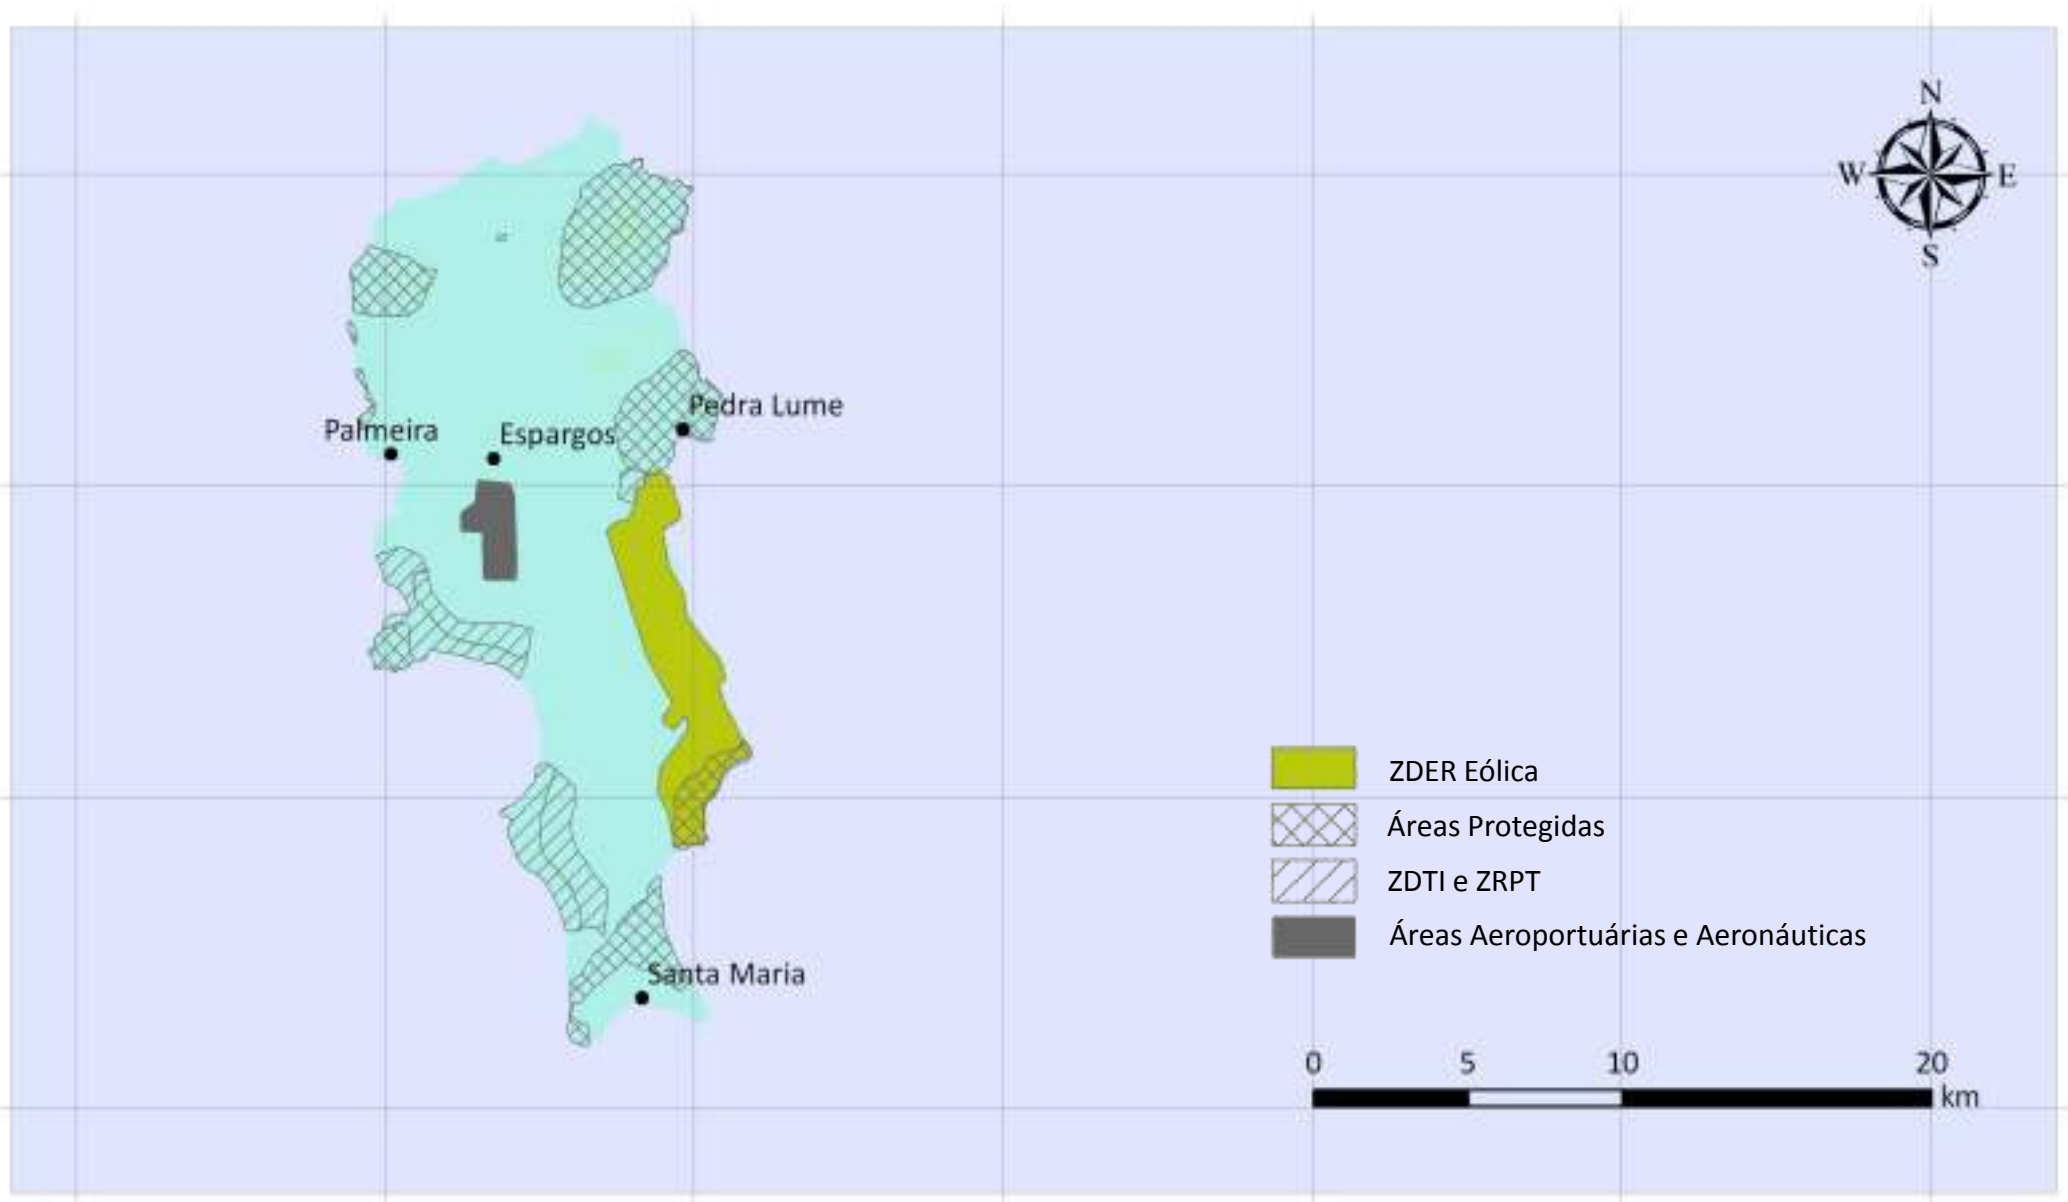 N
W E
S
Pedra Lume
Palmeira
Espargos
ZDER Eólica
Áreas Protegidas
ZDTI e ZRPT
Áreas Aeroportuárias e Aeronáuticas
Santa Maria
0 5 10 20
km